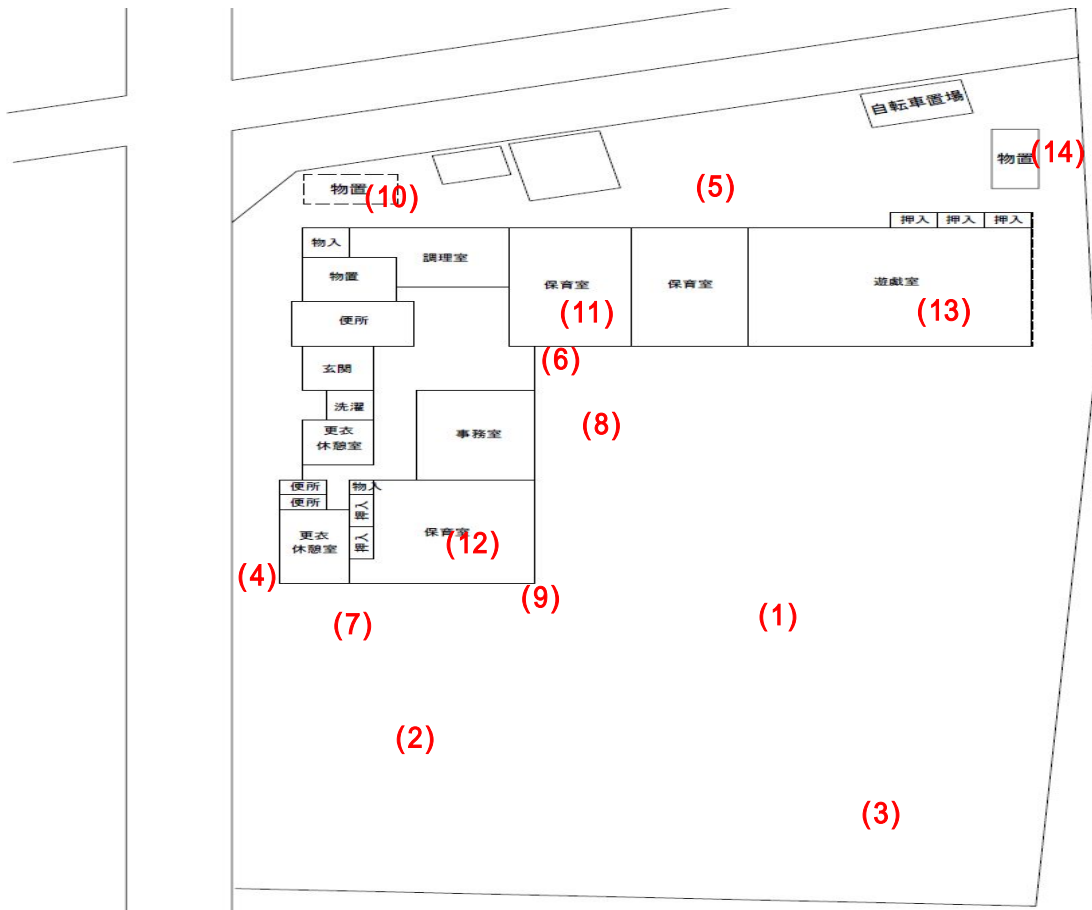 自転車置場
物置
(14)
物置
(10)
(5)
押入
押入
押入
物入
調理室
物置
保育室
保育室
遊戯室
(11)
(13)
便所
(6)
玄関
洗濯
(8)
更衣
休憩室
事務室
便所
物入
便所
押入
保育室
更衣
休憩室
押入
(12)
(4)
(9)
(7)
(1)
(2)
(3)